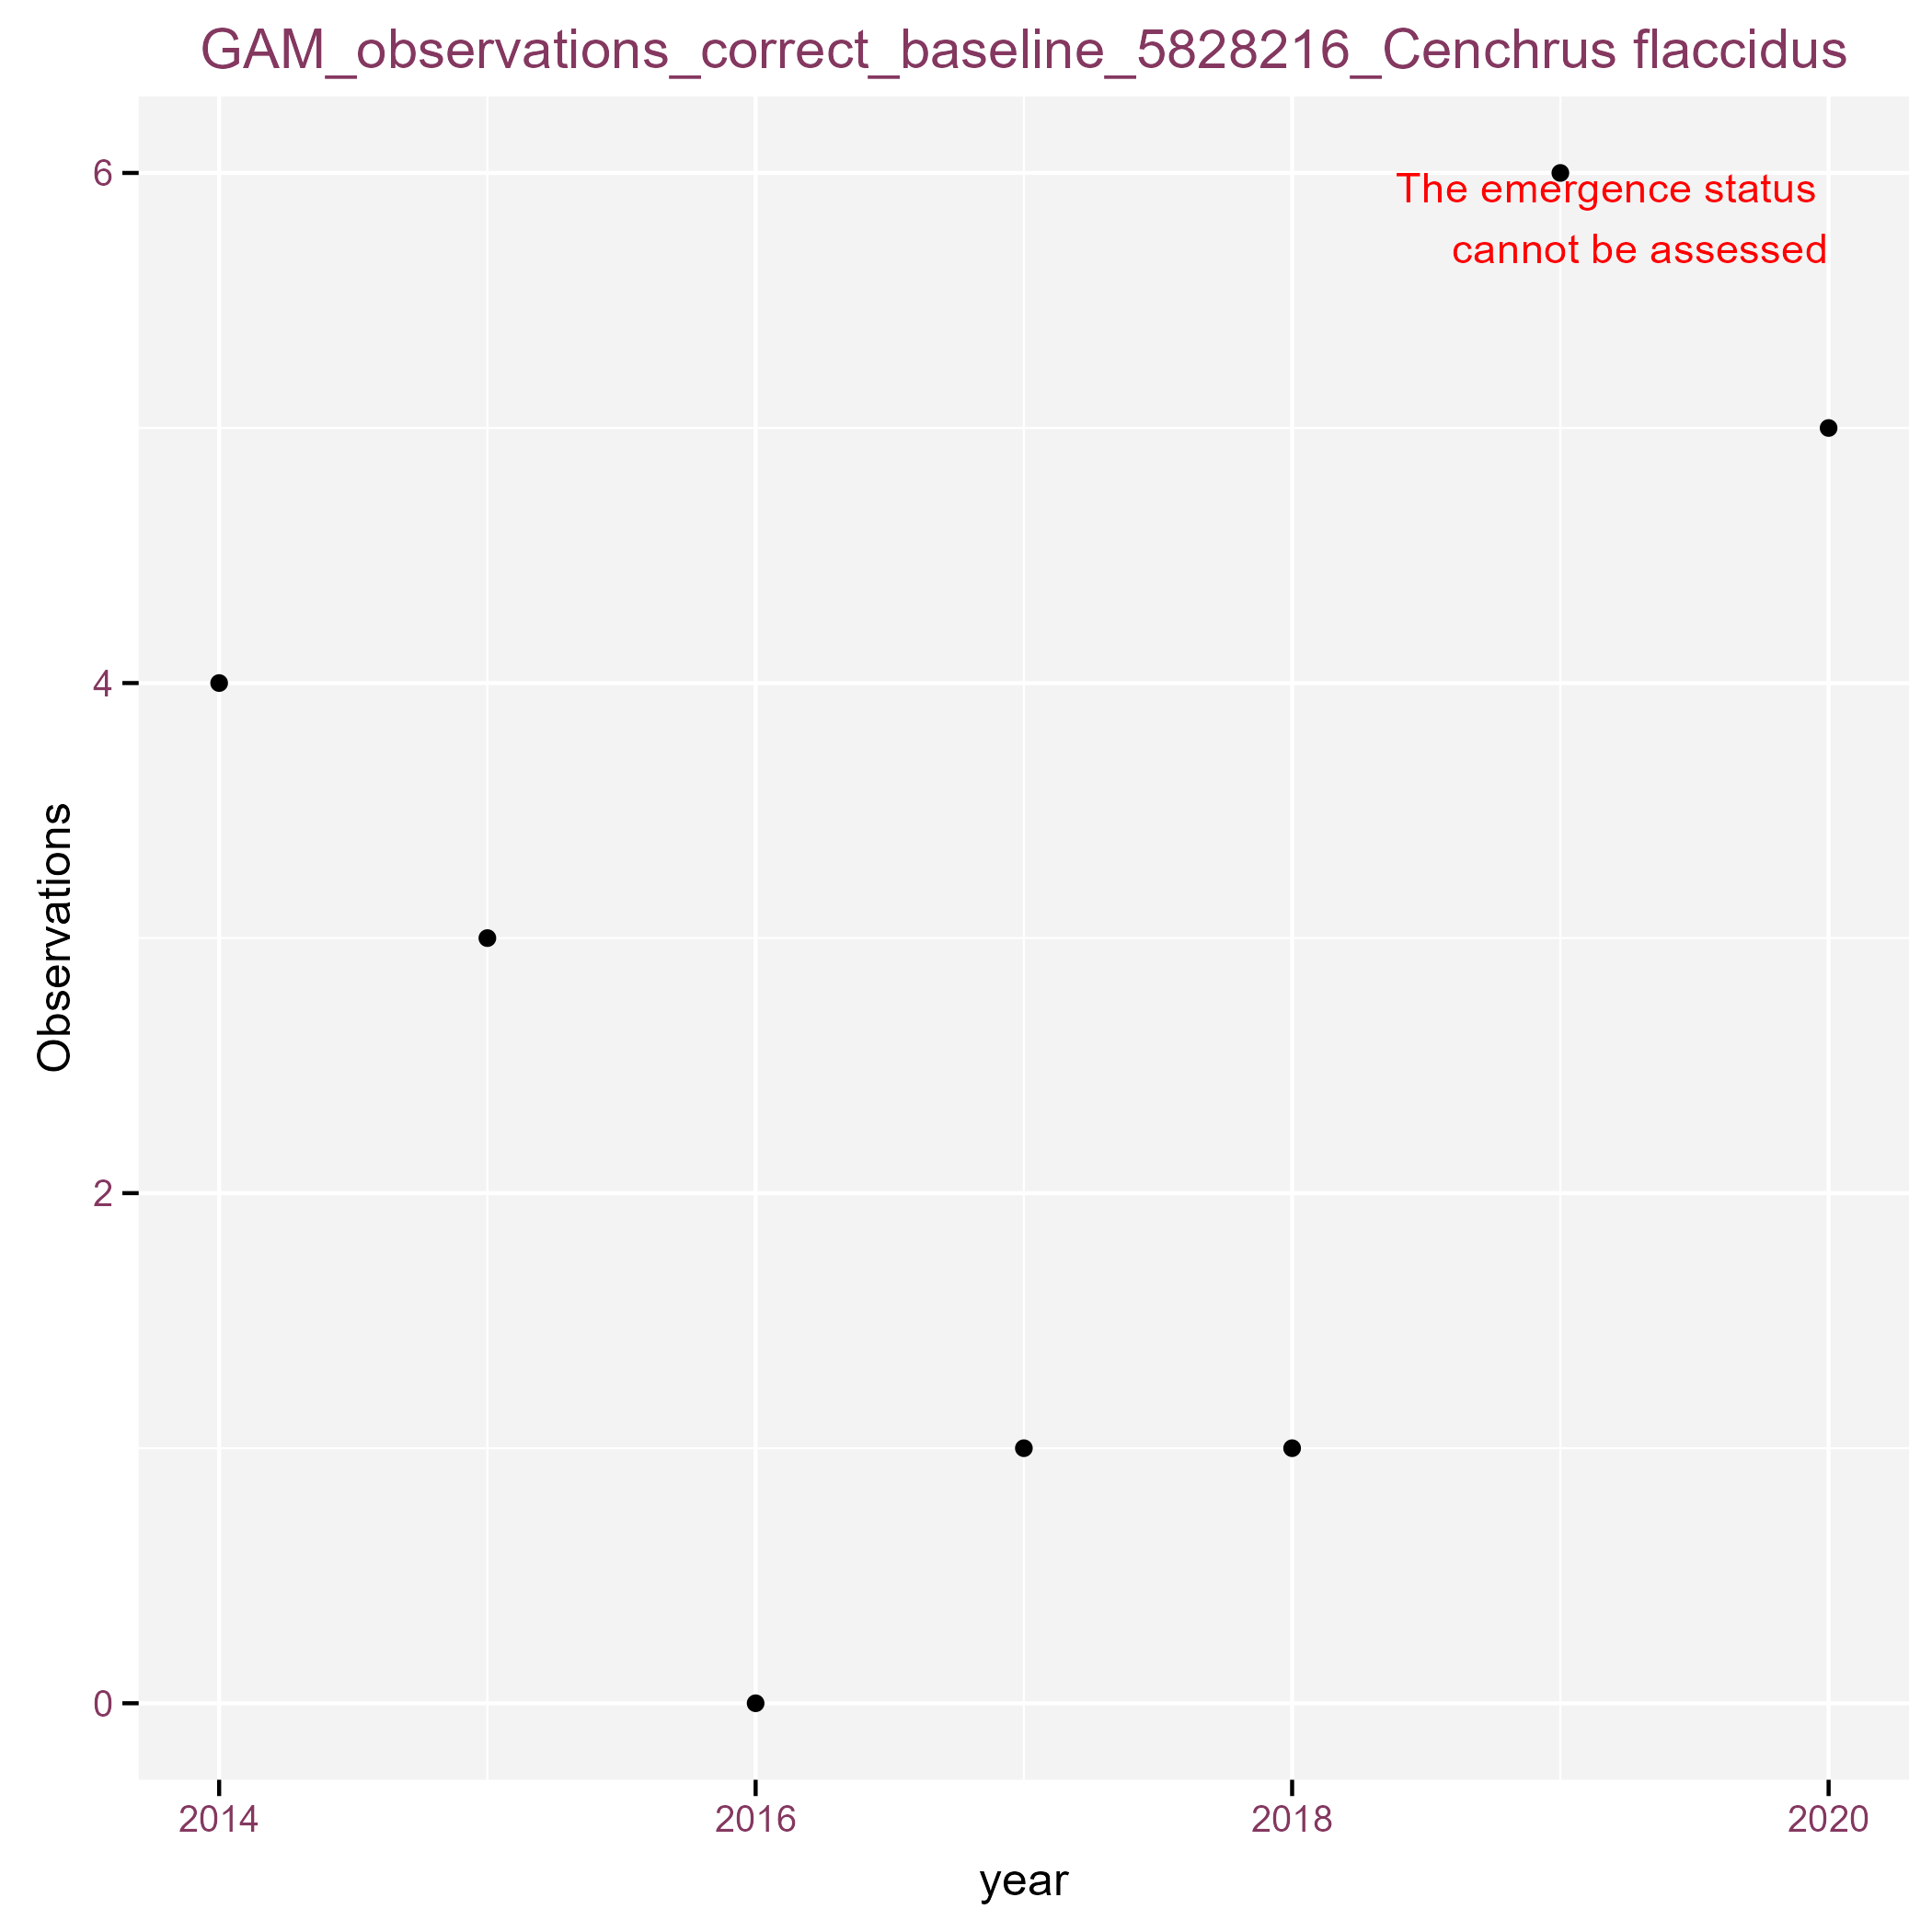 GAM_observations_correct_baseline_5828216_Cenchrus flaccidus
6
The emergence status
cannot be assessed
4
Observations
2
0
2014 2016 2018 2020
year